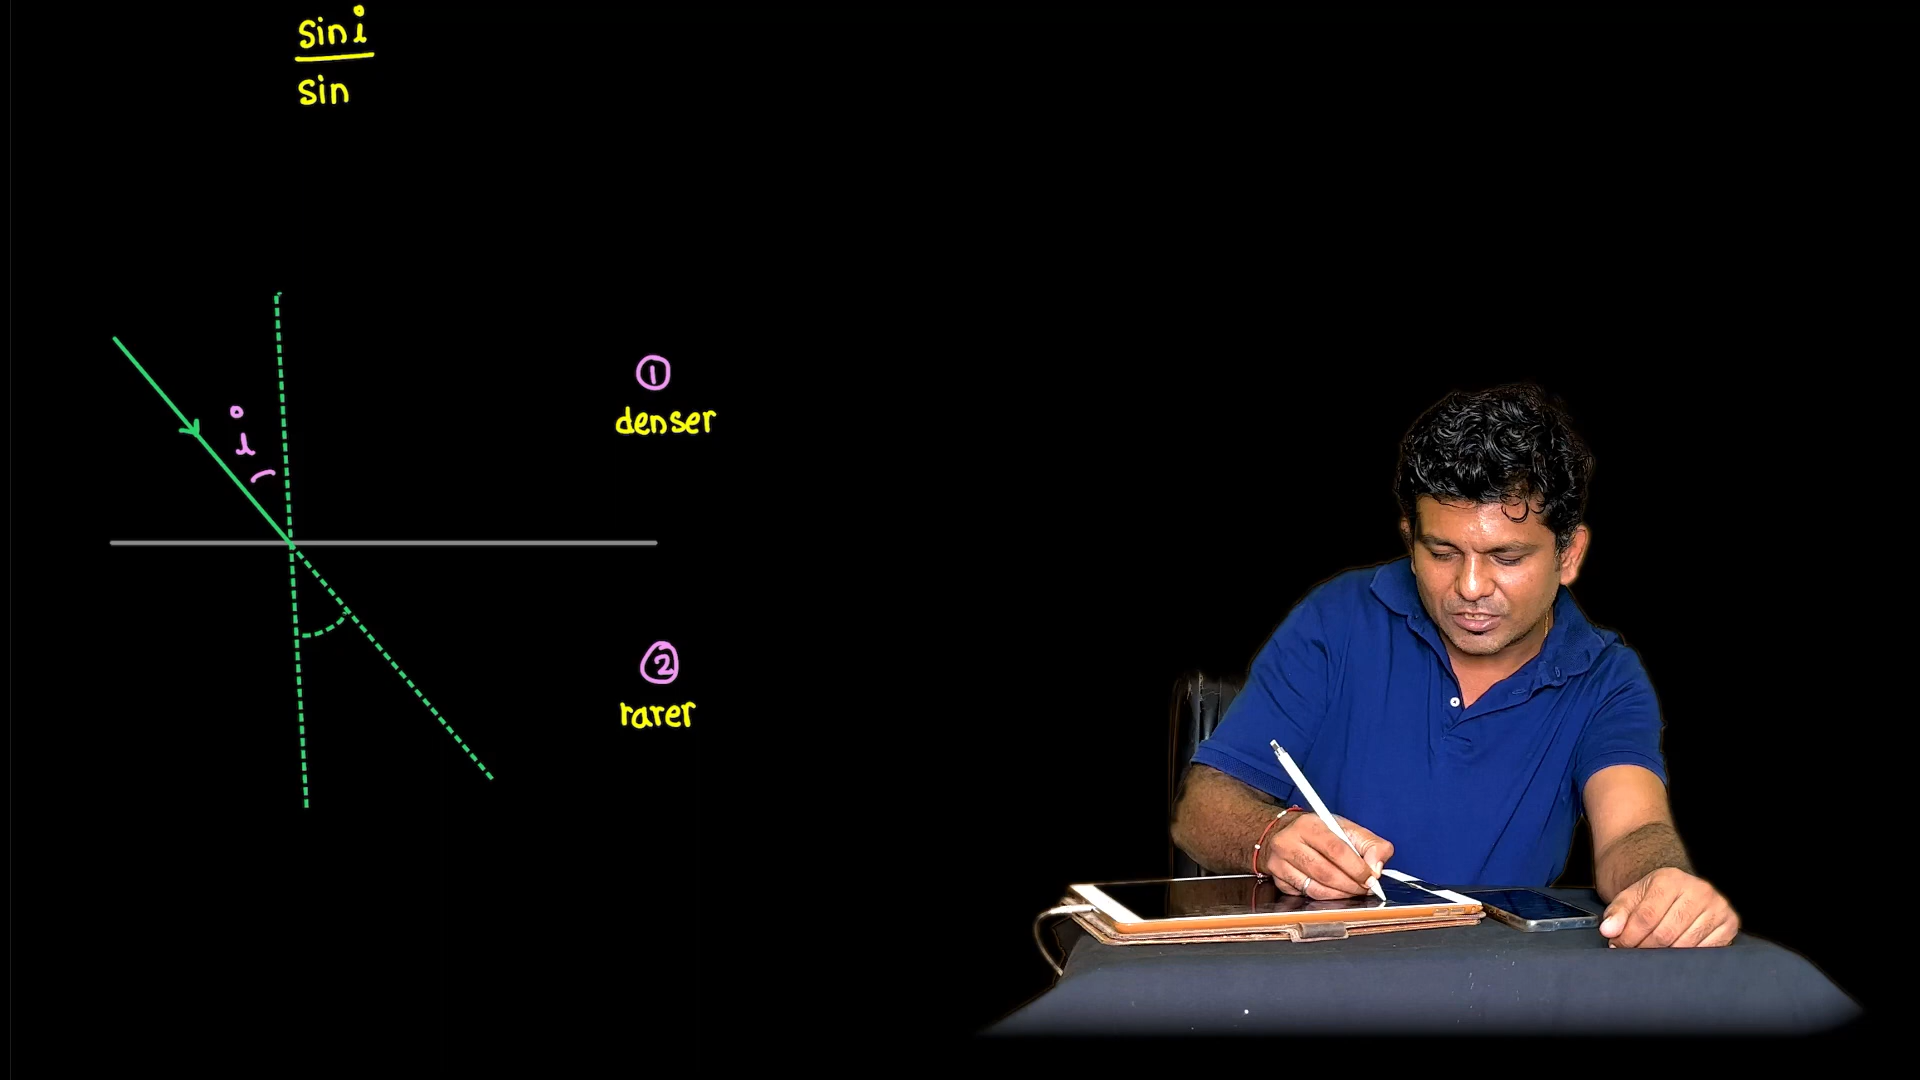 sin i
sin
①
denser
i
②
rarer